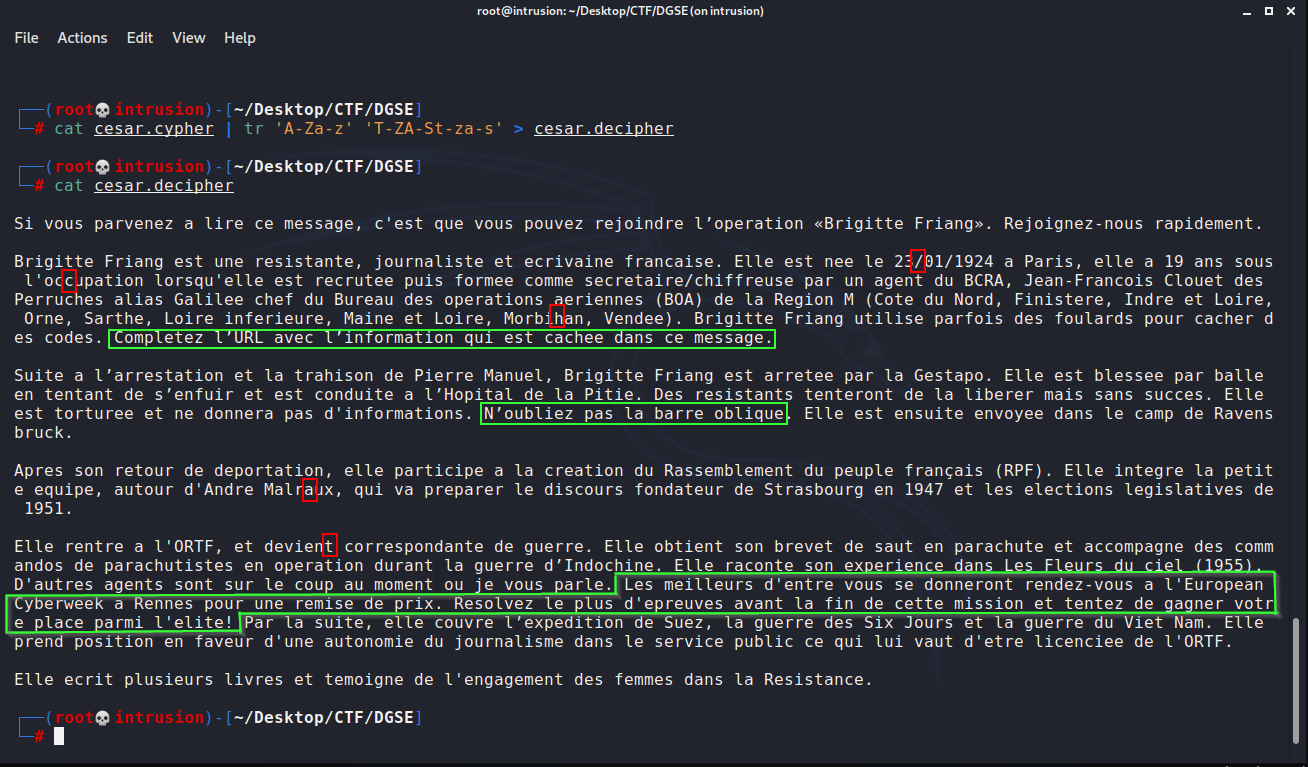 root@intrusion: ~/Desktop/CTF/DGSE (on intrusion)
File Actions Edit View Help
┌──(root💀intrusion)-[~/Desktop/CTF/DGSE]
└─# cat cesar.cypher | tr 'A-Za-z' 'T-ZA-St-za-s' > cesar.decipher
┌──(root💀intrusion)-[~/Desktop/CTF/DGSE]
└─# cat cesar.decipher
Si vous parvenez a lire ce message, c'est que vous pouvez rejoindre l’operation «Brigitte Friang». Rejoignez-nous rapidement.
Brigitte Friang est une resistante, journaliste et ecrivaine francaise. Elle est nee le 23/01/1924 a Paris, elle a 19 ans sous
l'occupation lorsqu'elle est recrutee puis formee comme secretaire/chiffreuse par un agent du BCRA, Jean-Francois Clouet des
Perruches alias Galilee chef du Bureau des operations aeriennes (BOA) de la Region M (Cote du Nord, Finistere, Indre et Loire,
Orne, Sarthe, Loire inferieure, Maine et Loire, Morbihan, Vendee). Brigitte Friang utilise parfois des foulards pour cacher d
es codes. Completez l’URL avec l’information qui est cachee dans ce message.
Suite a l’arrestation et la trahison de Pierre Manuel, Brigitte Friang est arretee par la Gestapo. Elle est blessee par balle
en tentant de s’enfuir et est conduite a l’Hopital de la Pitie. Des resistants tenteront de la liberer mais sans succes. Elle
est torturee et ne donnera pas d'informations. N’oubliez pas la barre oblique. Elle est ensuite envoyee dans le camp de Ravens
bruck.
Apres son retour de deportation, elle participe a la creation du Rassemblement du peuple français (RPF). Elle integre la petit
e equipe, autour d'Andre Malraux, qui va preparer le discours fondateur de Strasbourg en 1947 et les elections legislatives de
1951.
Elle rentre a l'ORTF, et devient correspondante de guerre. Elle obtient son brevet de saut en parachute et accompagne des comm
andos de parachutistes en operation durant la guerre d’Indochine. Elle raconte son experience dans Les Fleurs du ciel (1955).
D'autres agents sont sur le coup au moment ou je vous parle. Les meilleurs d'entre vous se donneront rendez-vous a l'European
Cyberweek a Rennes pour une remise de prix. Resolvez le plus d'epreuves avant la fin de cette mission et tentez de gagner votr
e place parmi l'elite! Par la suite, elle couvre l’expedition de Suez, la guerre des Six Jours et la guerre du Viet Nam. Elle
prend position en faveur d'une autonomie du journalisme dans le service public ce qui lui vaut d'etre licenciee de l'ORTF.
Elle ecrit plusieurs livres et temoigne de l'engagement des femmes dans la Resistance.
┌──(root💀intrusion)-[~/Desktop/CTF/DGSE]
└─#